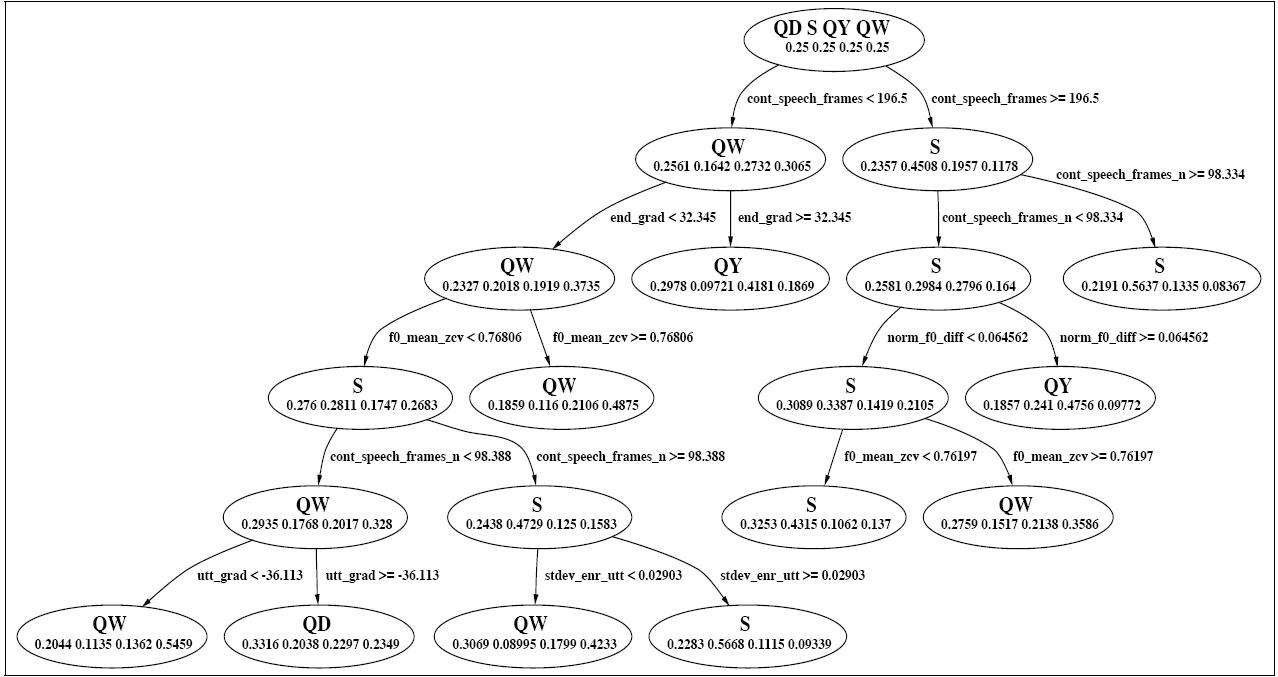 QD S QY QW
0.25 0.25 0.25 0.25
cont_speech_frames < 196.5
cont_speech_frames >= 196.5
QW
0.2561 0.1642 0.2732 0.3065
S
0.2357 0.4508 0.1957 0.1178
cont_speech_frames_n >= 98.334
end_grad < 32.345
end_grad >= 32.345
cont_speech_frames_n < 98.334
QW
0.2327 0.2018 0.1919 0.3735
QY
0.2978 0.09721 0.4181 0.1869
S
0.2581 0.2984 0.2796 0.164
S
0.2191 0.5637 0.1335 0.08367
f0_mean_zcv < 0.76806
f0_mean_zcv >= 0.76806
norm_f0_diff < 0.064562
norm_f0_diff >= 0.064562
S
0.276 0.2811 0.1747 0.2683
QW
0.1859 0.116 0.2106 0.4875
S
0.3089 0.3387 0.1419 0.2105
QY
0.1857 0.241 0.4756 0.09772
cont_speech_frames_n < 98.388
cont_speech_frames_n >= 98.388
f0_mean_zcv < 0.76197
f0_mean_zcv >= 0.76197
QW
0.2935 0.1768 0.2017 0.328
S
0.2438 0.4729 0.125 0.1583
S
0.3253 0.4315 0.1062 0.137
QW
0.2759 0.1517 0.2138 0.3586
utt_grad < -36.113
utt_grad >= -36.113
stdev_enr_utt < 0.02903
stdev_enr_utt >= 0.02903
QW
0.2044 0.1135 0.1362 0.5459
QD
0.3316 0.2038 0.2297 0.2349
QW
0.3069 0.08995 0.1799 0.4233
S
0.2283 0.5668 0.1115 0.09339